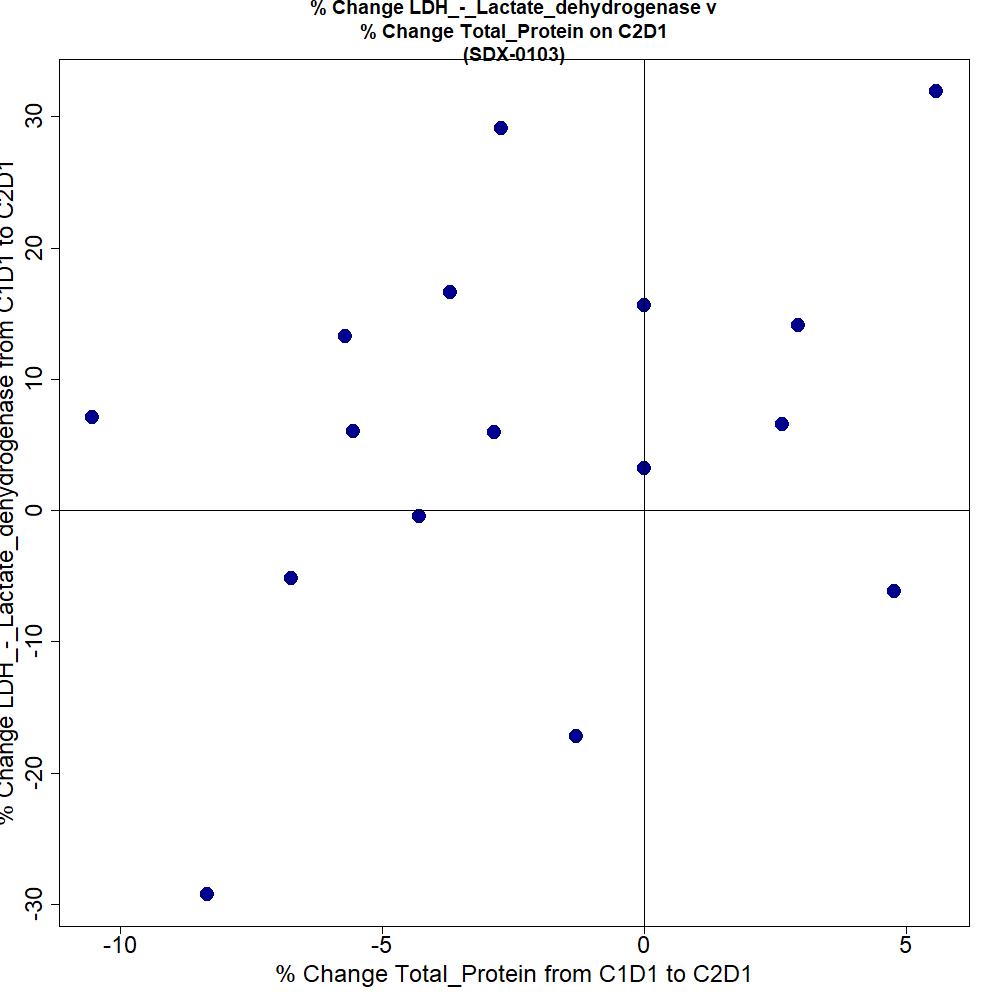 % Change LDH_-_Lactate_dehydrogenase v
% Change Total_Protein on C2D1
(SDX-0103)
% Change LDH_-_Lactate_dehydrogenase from C1D1 to C2D1
30
20
10
0
-10
-20
-30
-10
-5
0
5
% Change Total_Protein from C1D1 to C2D1